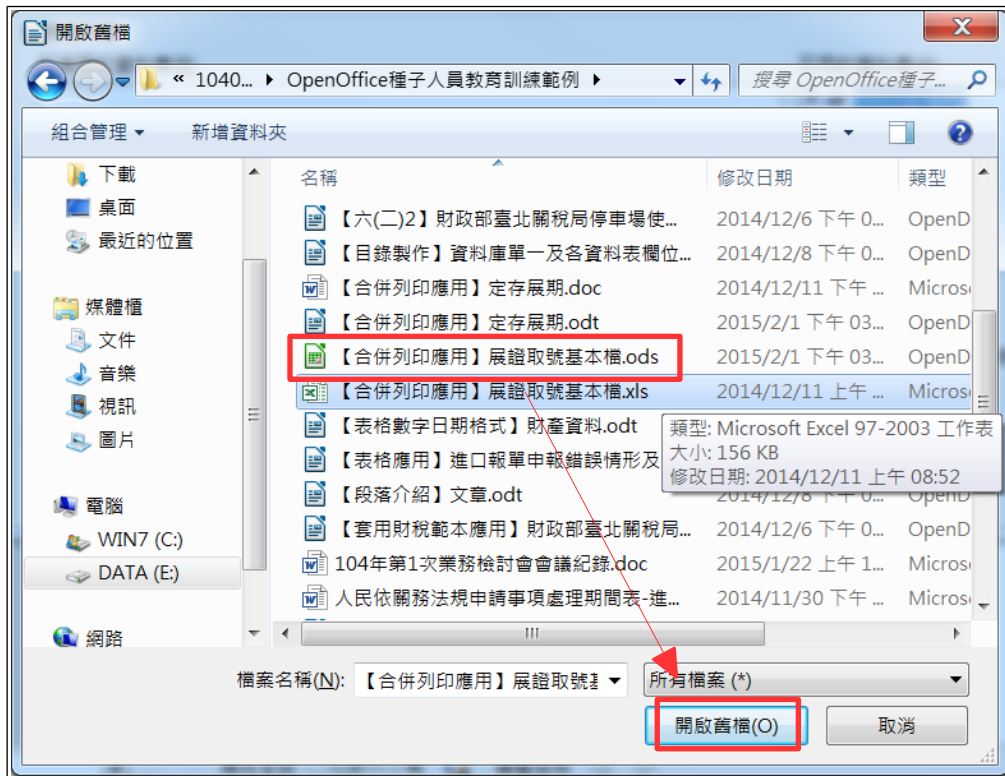 開啟舊檔
« 1040... OpenOffice種子人員教育訓練範例
搜尋 OpenOffice種子...
組合管理 新增資料夾
下載
桌面
最近的位置
媒體櫃
文件
音樂
視訊
圖片
電腦
WIN7 (C:)
DATA (E:)
網路
名稱 修改日期 類型
【六(二)2】財政部臺北關稅局停車場使... 2014/12/6 下午 0... OpenD
【目錄製作】資料庫單一及各資料表欄位... 2014/12/8 下午 0... OpenD
【合併列印應用】定存展期.doc 2014/12/11 下午 ... Micros
【合併列印應用】定存展期.odt 2015/2/1 下午 03... OpenD
【合併列印應用】展證取號基本檔.ods 2015/2/1 下午 03... OpenD
【合併列印應用】展證取號基本檔.xls 2014/12/11 上午 ... Micros
【表格數字日期格式】財產資料.odt
【表格應用】進口報單申報錯誤情形及
【段落介紹】文章.odt 2014/12/8 下午 0... OpenD
【套用財稅範本應用】財政部臺北關稅局... 2014/12/6 下午 0... OpenD
104年第1次業務檢討會會議紀錄.doc 2015/1/22 上午 1... Micros
人民依關務法規申請事項處理期間表-進... 2014/11/30 下午 ... Micros
類型: Microsoft Excel 97-2003 工作表
大小: 156 KB
修改日期: 2014/12/11 上午 08:52
檔案名稱(N): 【合併列印應用】展證取號 所有檔案 (*)
開啟舊檔(O) 取消